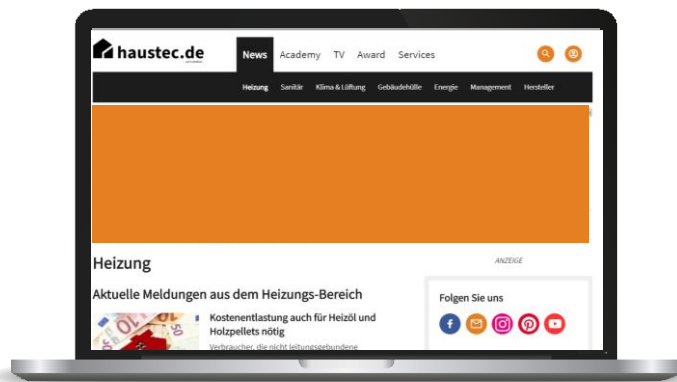 haustec.de
News Academy TV Award Services
Heizung Sanitär Klima & Lüftung Gebäudehülle Energie Management Hersteller
Heizung
ANZEIGE
Aktuelle Meldungen aus dem Heizungs-Bereich
Folgen Sie uns
Kostenentlastung auch für Heizöl und
Holzpellets nötig
Verbraucher, die nicht leitungsgebundene